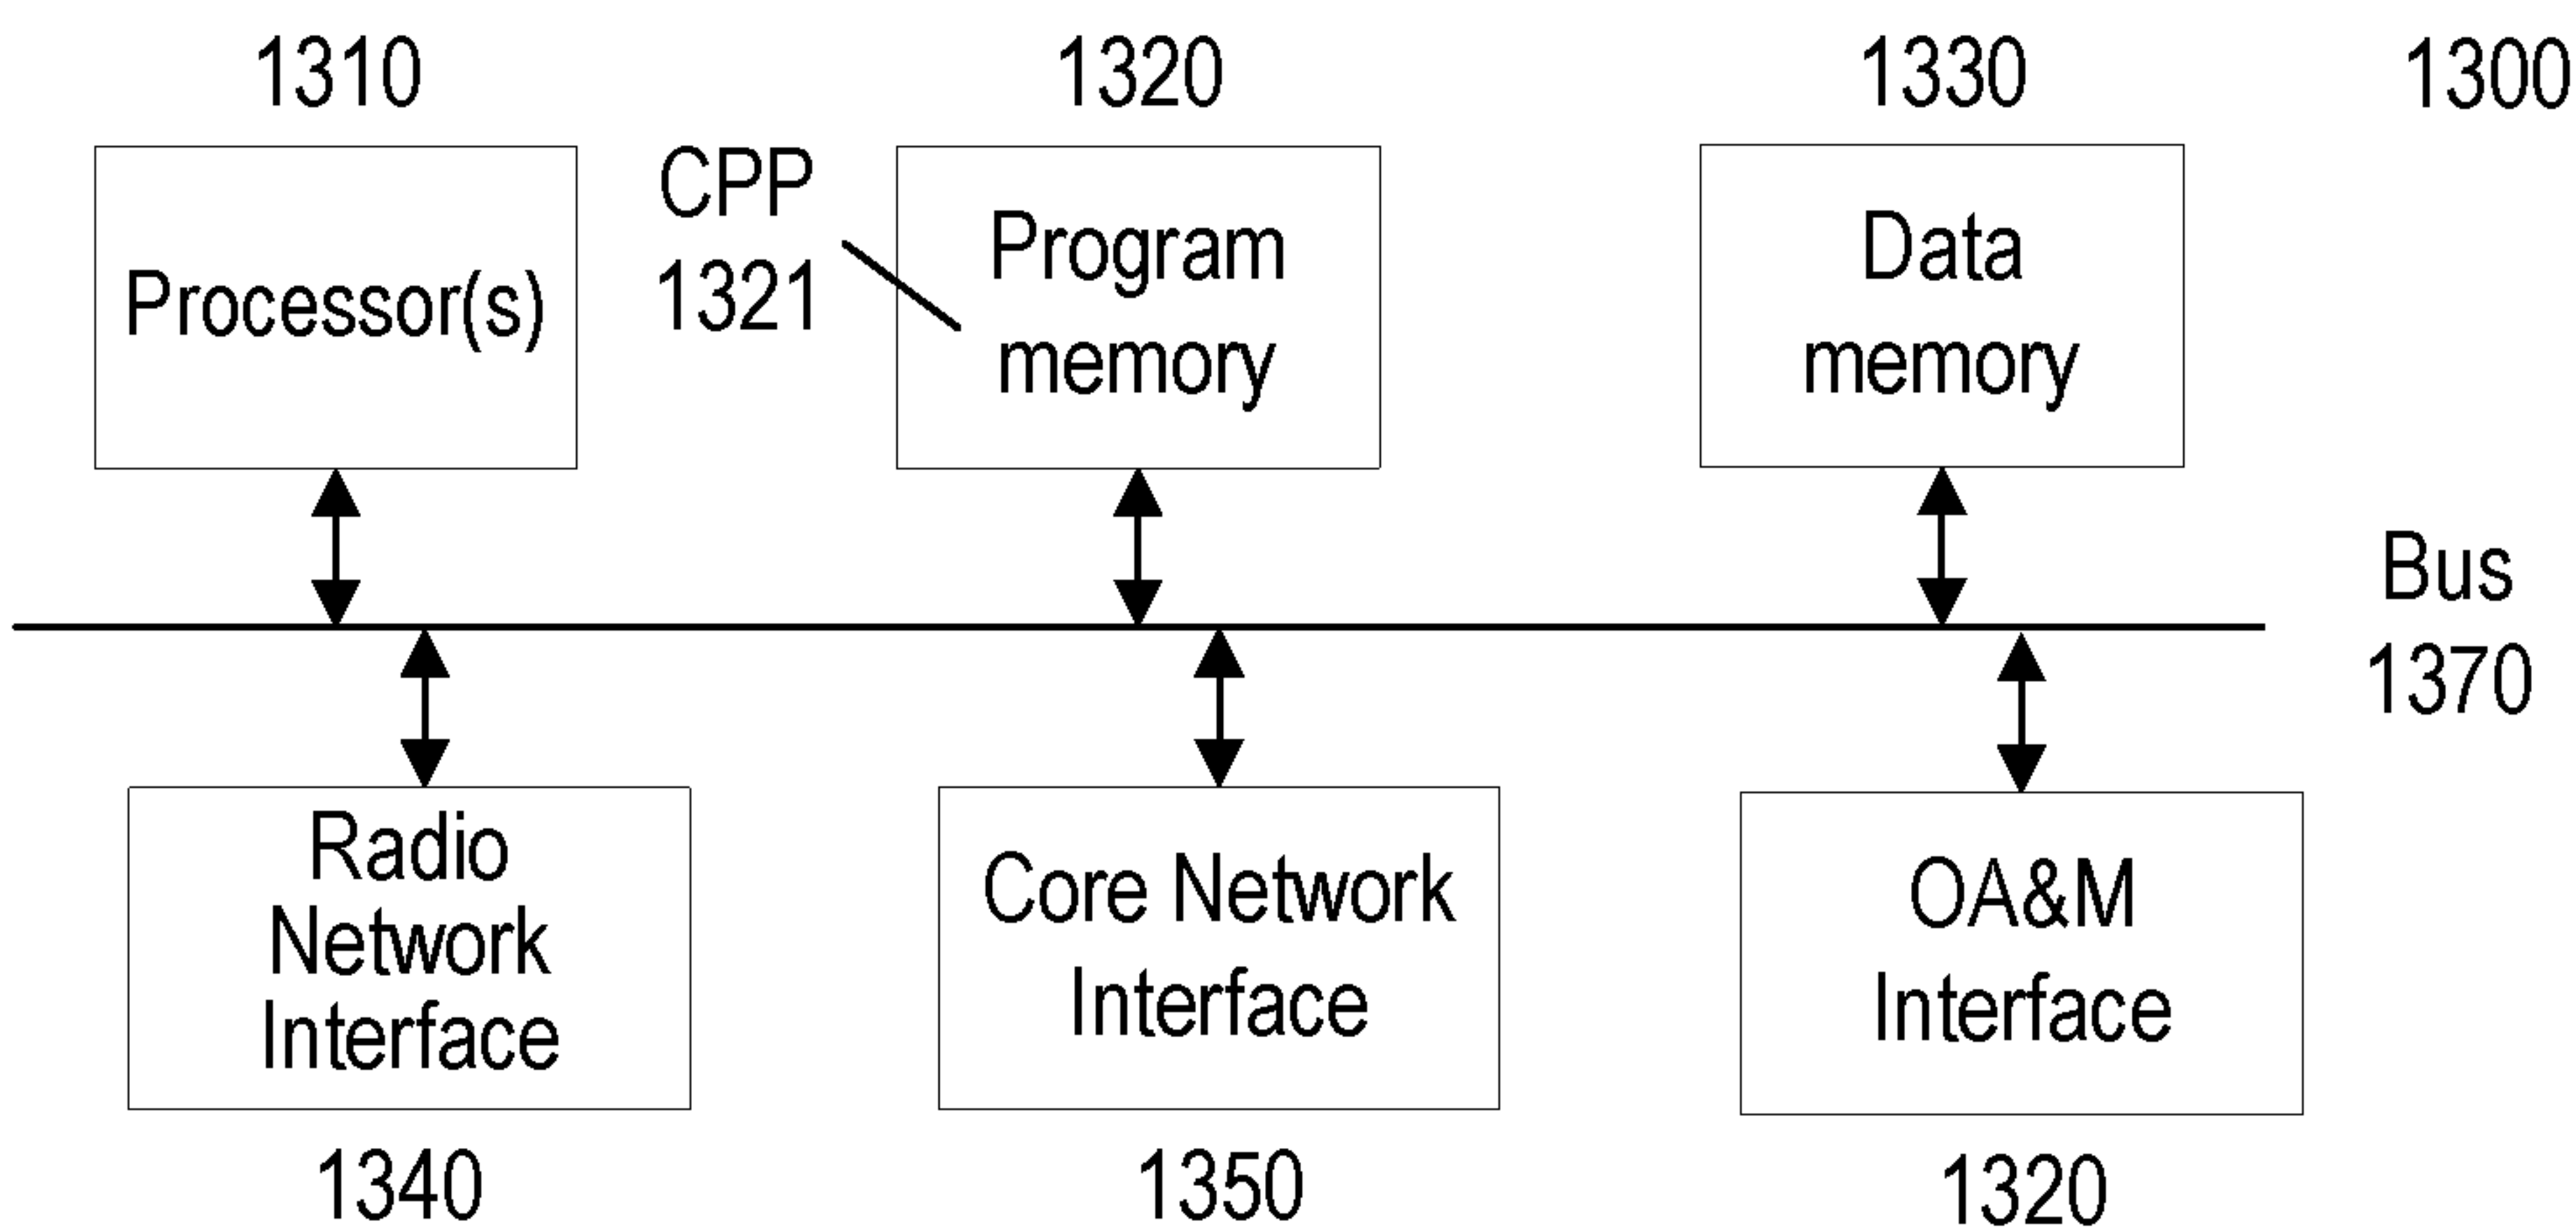 1310
1320
1330
1300
Processor(s)
CPP
1321
Program
memory
Data
memory
Bus
1370
Radio
Network
Interface
Core Network
Interface
OA&M
Interface
1340
1350
1320